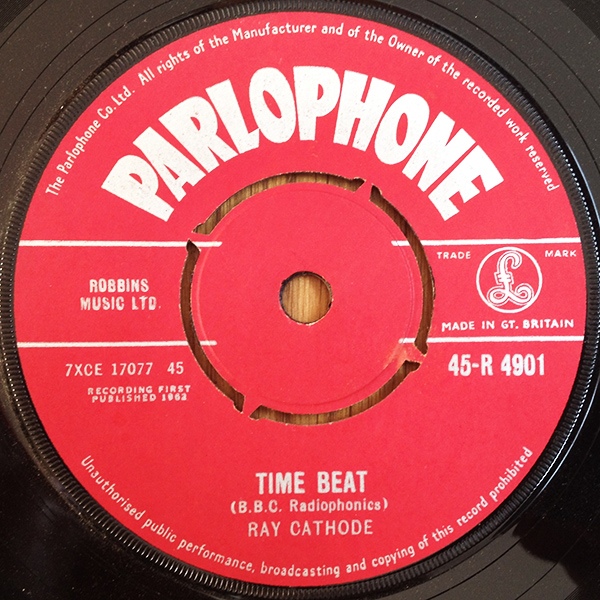 The Parlophone Co. Ltd. All rights of the Manufacturer and of the Owner of the recorded work reserved
PARLOPHONE
ROBBINS
MUSIC LTD.
TRADE MARK
£
MADE IN GT. BRITAIN
7XCE 17077 45
45-R 4901
RECORDING FIRST
PUBLISHED 1962
TIME BEAT
(B.B.C. Radiophonics)
RAY CATHODE
Unauthorised public performance, broadcasting and copying of this record prohibited